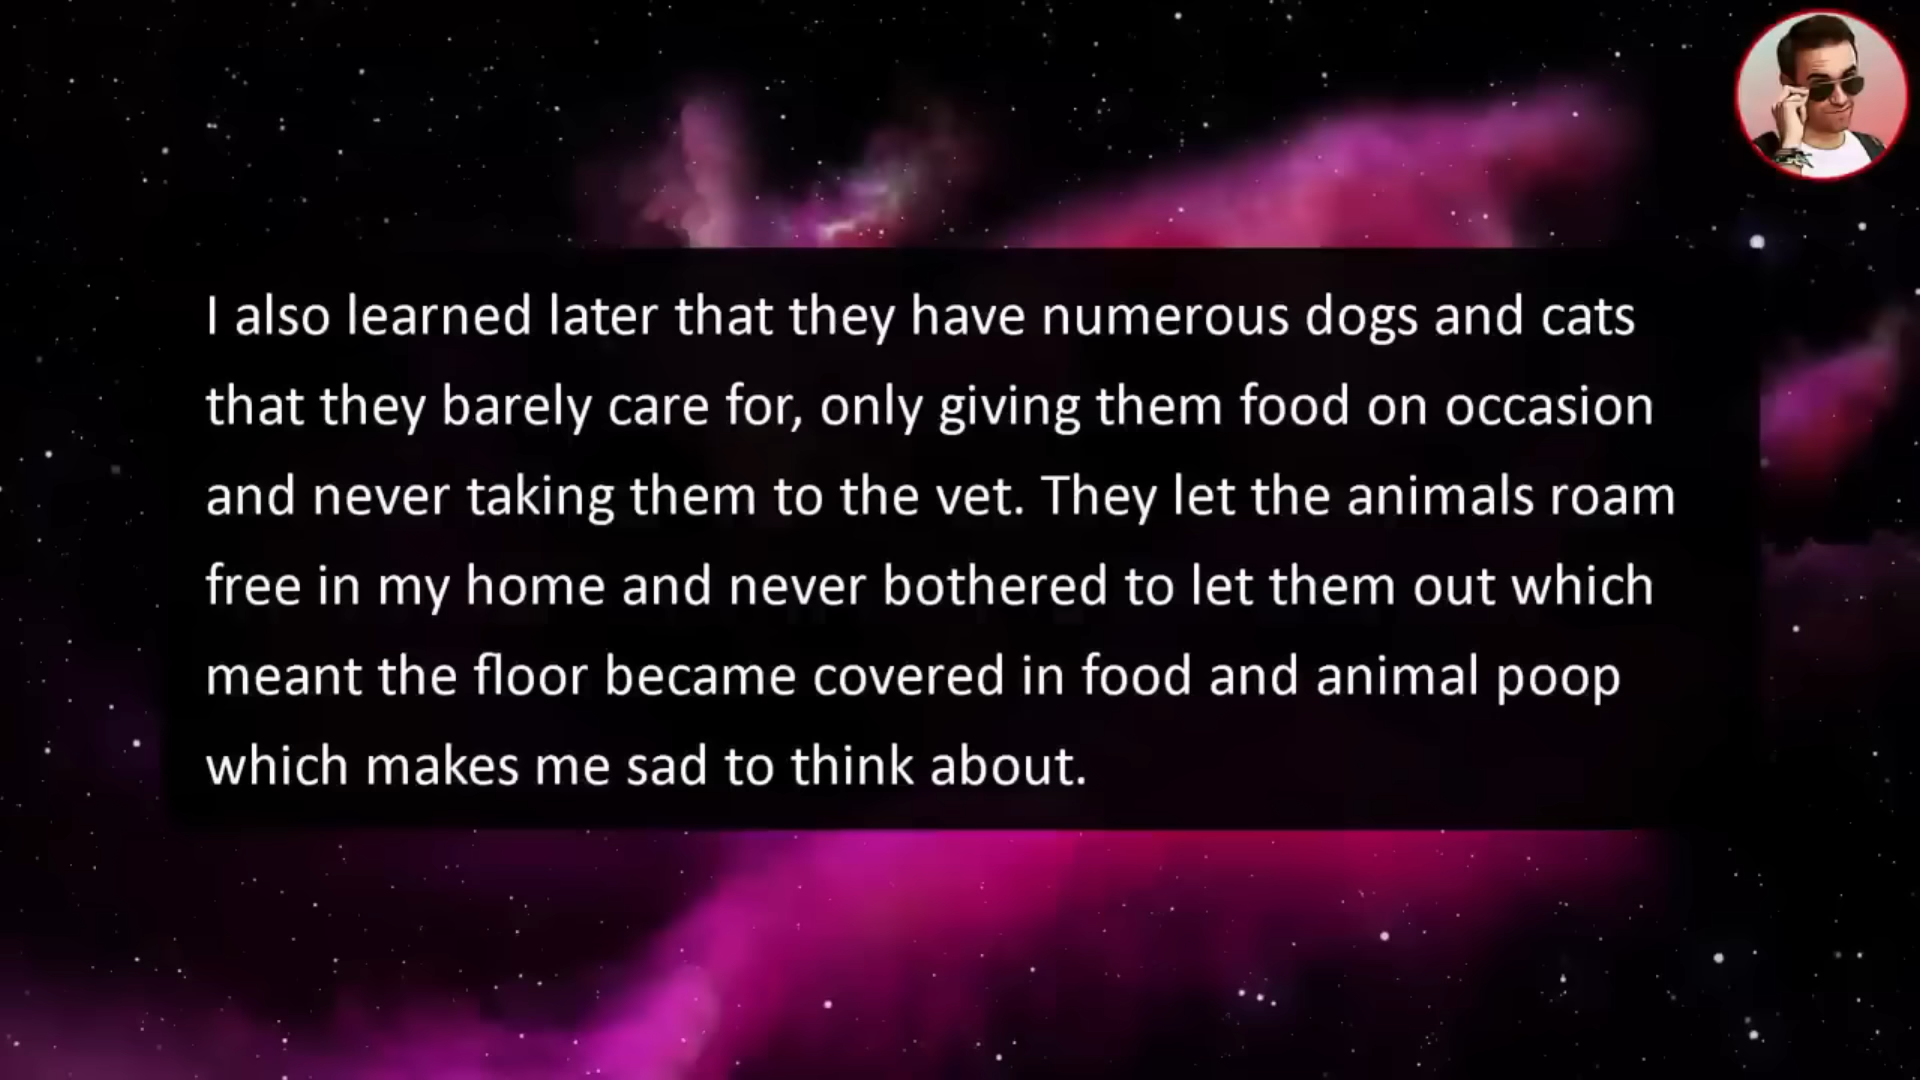 I also learned later that they have numerous dogs and cats
that they barely care for, only giving them food on occasion
and never taking them to the vet. They let the animals roam
free in my home and never bothered to let them out which
meant the floor became covered in food and animal poop
which makes me sad to think about.